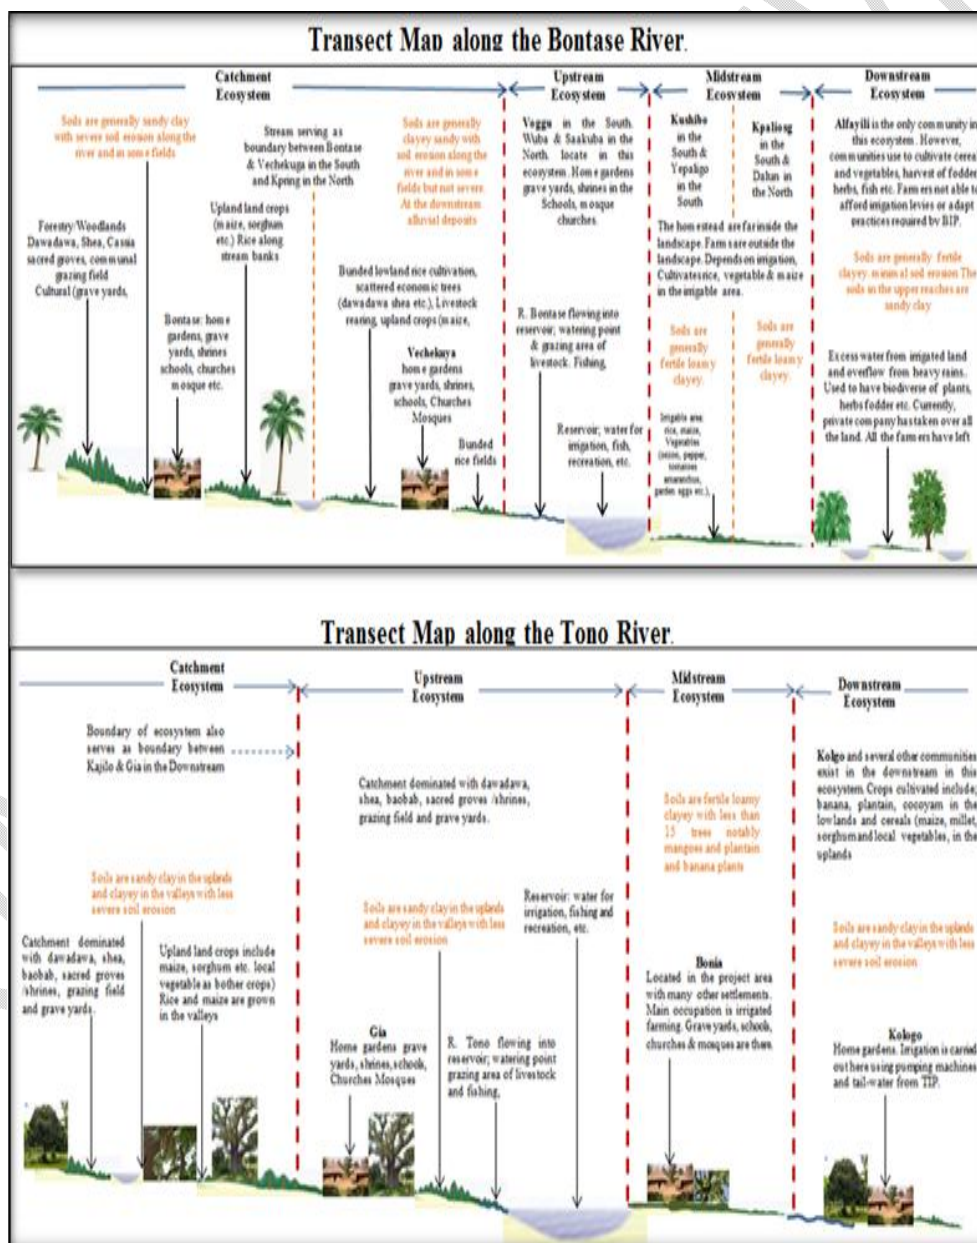 Transect Map along the Bontase River.
Catchment
Ecosystem
Upstream
Ecosystem
Midstream
Ecosystem
Downstream
Ecosystem
Soils are generally sandy clay
with severe soil erosion along the
river and in some fields
Stream serving as
boundary between Bontase
& Vechekuga in the South
and Kpring in the North
Soils are generally
clayey sandy with
soil erosion along the
river and in some
fields but not severe
At the downstream
alluvial deposits
Forestry/Woodlands
Dawadawa, Shea, Cassia
sacred groves, communal
grazing field
Cultural (grave yards,
Upland land crops
(maize, sorghum
etc.) Rice along
stream banks
Bontase: home
gardens, grave
yards, shrines
schools, churches
mosque etc.
Bunded lowland rice cultivation,
scattered economic trees
(dawadawa shea etc.), Livestock
rearing, upland crops (maize,
Vechekuya
home gardens
grave yards, shrines,
schools, Churches
Mosques
Bunded
rice fields
Voggu in the South
Wuba & Saakuba in the
North locate in this
ecosystem. Home gardens
grave yards, shrines in the
Schools, mosque
churches.
R. Bontase flowing into
reservoir; watering point
& grazing area of
livestock. Fishing,
Reservoir; water for
irrigation, fish,
recreation, etc.
Kushibo
in the
South &
Yepaligo
in the
South
Kpaliosg
in the
South &
Dalun in
the North
The homestead are far inside the
landscape. Farms are outside the
landscape. Depends on irrigation,
Cultivates rice, vegetable & maize
in the irrigable area.
Soils are
generally
fertile loamy
clayey.
Soils are
generally
fertile loamy
clayey.
Irrigable area:
rice, maize,
Vegetables
(onion, pepper,
tomatoes
garden eggs etc.),
Alfayili is the only community in
this ecosystem. However,
communities use to cultivate cereal
and vegetables, harvest of fodder
herbs, fish etc. Farmers not able to
afford irrigation levies or adapt
practices required by BIP.
Soils are generally fertile
clayey. minimal soil erosion The
soils in the upper reaches are
sandy clay
Excess water from irrigated land
and overflow from heavy rains.
Used to have biodiverse of plants,
herbs fodder etc. Currently,
private company has taken over all
the land. All the farmers have left
Transect Map along the Tono River.
Catchment
Ecosystem
Upstream
Ecosystem
Midstream
Ecosystem
Downstream
Ecosystem
Boundary of ecosystem also
serves as boundary between
Kajilo & Gia in the Downstream
Soils are sandy clay in the uplands
and clayey in the valleys with less
severe soil erosion
Catchment dominated
with dawadawa, shea,
baobab, sacred groves
/shrines, grazing field
and grave yards.
Upland land crops include
maize, sorghum etc. local
vegetable as bother crops)
Rice and maize are grown
in the valleys
Catchment dominated with dawadawa,
shea, baobab, sacred groves /shrines,
grazing field and grave yards.
Soils are sandy clay in the uplands
and clayey in the valleys with less
severe soil erosion
Reservoir; water for
irrigation, fishing and
recreation, etc.
Gia
Home gardens grave
yards, shrines, schools,
Churches Mosques
R. Tono flowing into
reservoir; watering point
grazing area of livestock
and fishing,
Soils are fertile loamy
clayey with less than
15 trees notably
mangoes and plantain
and banana plants
Bonia
Located in the project area
with many other settlements.
Main occupation is irrigated
farming. Grave yards, schools,
churches & mosques are there.
Kolgo and several other communities
exist in the downstream in this
ecosystem. Crops cultivated include;
banana, plantain, cocoyam in the
lowlands and cereals (maize, millet,
sorghum and local vegetables, in the
uplands
Soils are sandy clay in the uplands
and clayey in the valleys with less
severe soil erosion
Kologo
Home gardens. Irrigation is carried
out here using pumping machines
and tail-water from TIP.